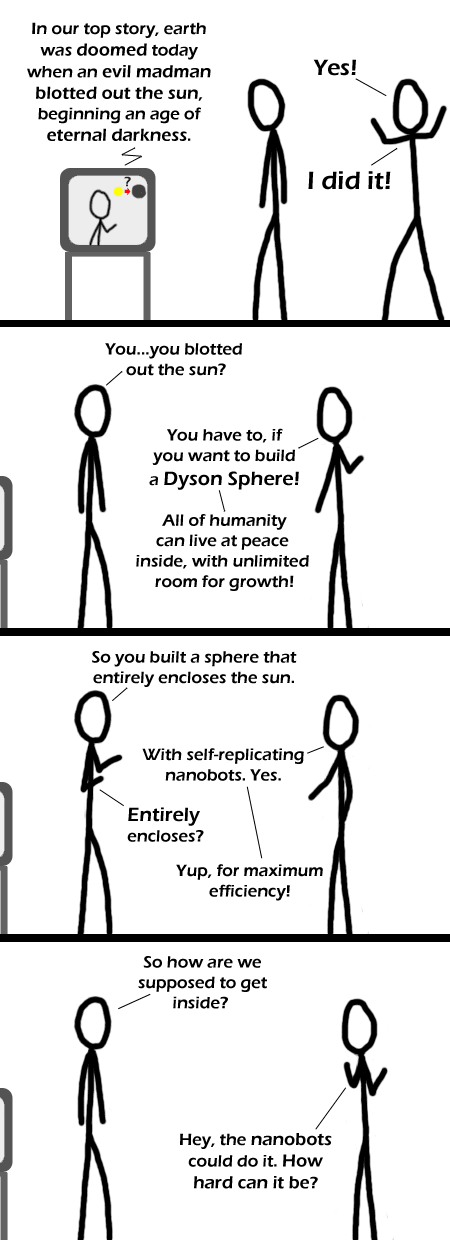 In our top story, earth
was doomed today
when an evil madman
blotted out the sun,
beginning an age of
eternal darkness.
?
Yes!
I did it!
You...you blotted
out the sun?
You have to, if
you want to build
a Dyson Sphere!
All of humanity
can live at peace
inside, with unlimited
room for growth!
So you built a sphere that
entirely encloses the sun.
With self-replicating
nanobots. Yes.
Entirely
encloses?
Yup, for maximum
efficiency!
So how are we
supposed to get
inside?
Hey, the nanobots
could do it. How
hard can it be?